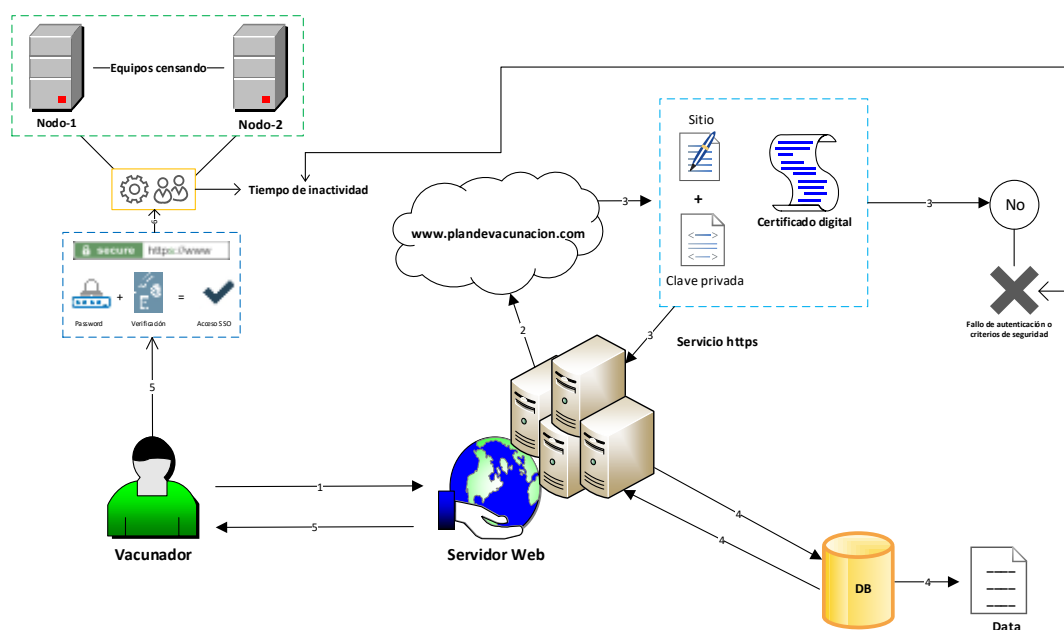 Equipos censando
Nodo-1
Nodo-2
Tiempo de inactividad
6
secure
https://www
+
E
=
Password
Verificación
Acceso SSO
5
Vacunador
1
5
Servidor Web
www.plandevacunacion.com
2
3
Sitio
+
Clave privada
Certificado digital
3
Servicio https
3
No
Fallo de autenticación o
criterios de seguridad
4
4
DB
4
Data